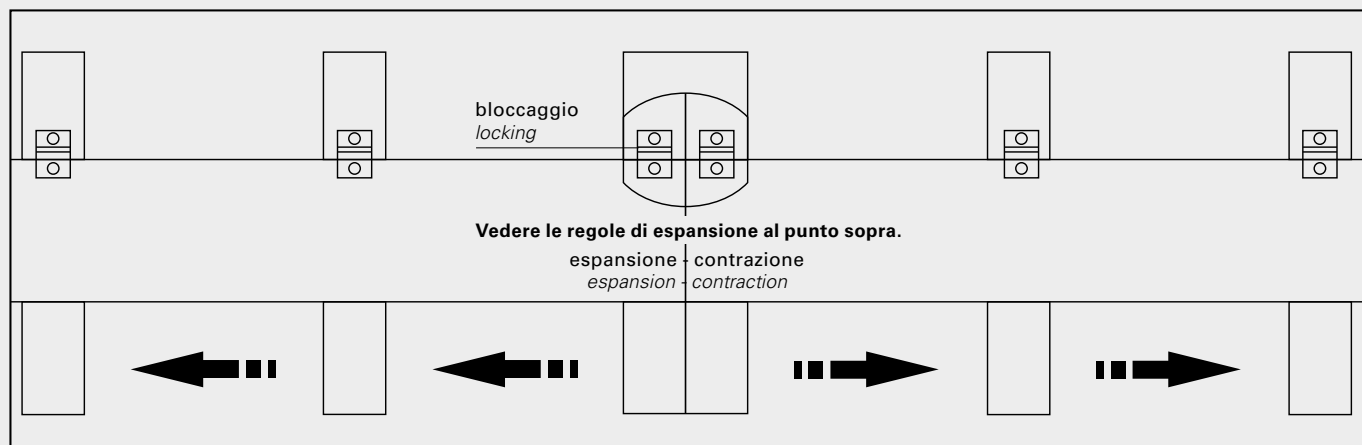 bloccaggio
locking
Vedere le regole di espansione al punto sopra.
espansione - contrazione
espansion - contraction